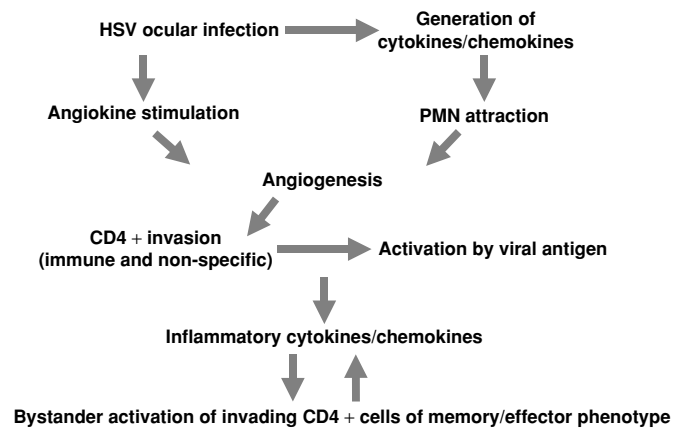 HSV ocular infection
Generation of
cytokines/chemokines
Angiokine stimulation
PMN attraction
Angiogenesis
CD4 + invasion
(immune and non-specific)
Activation by viral antigen
Inflammatory cytokines/chemokines
Bystander activation of invading CD4 + cells of memory/effector phenotype